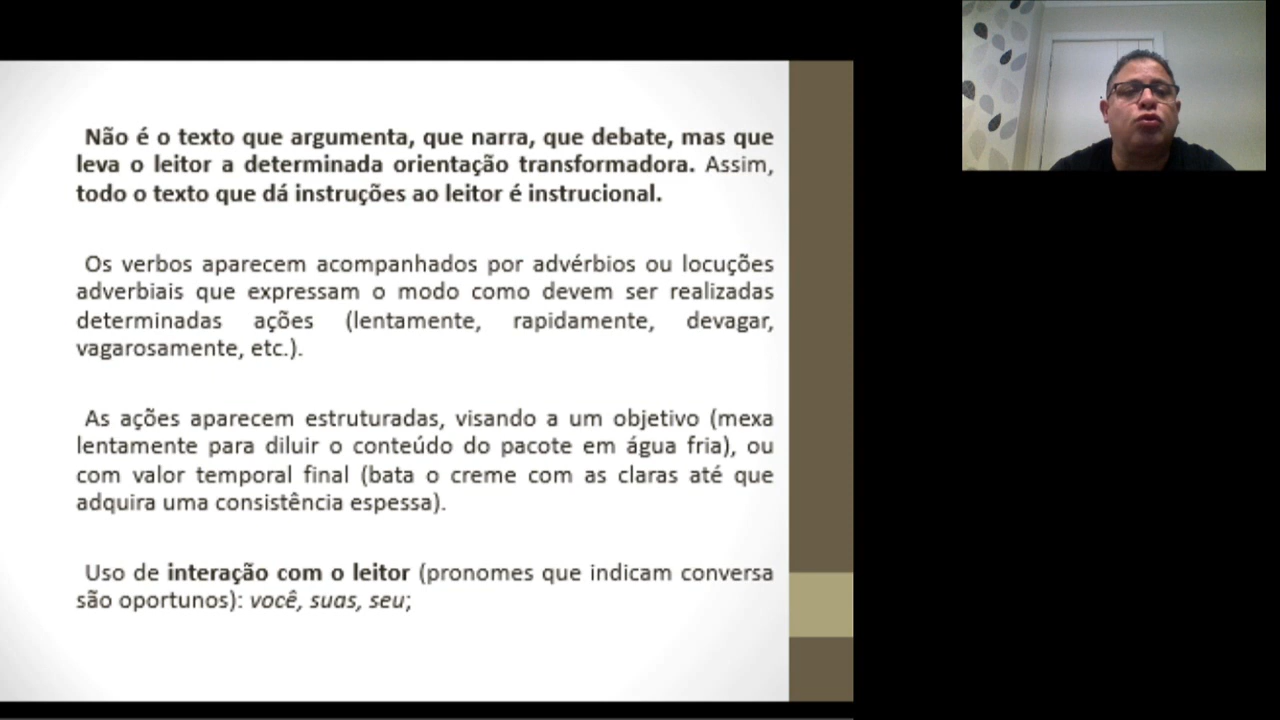 Não é o texto que argumenta, que narra, que debate, mas que
leva o leitor a determinada orientação transformadora. Assim,
todo o texto que dá instruções ao leitor é instrucional.
Os verbos aparecem acompanhados por advérbios ou locuções
adverbiais que expressam o modo como devem ser realizadas
determinadas ações (lentamente, rapidamente, devagar,
vagarosamente, etc.).
As ações aparecem estruturadas, visando a um objetivo (mexa
lentamente para diluir o conteúdo do pacote em água fria), ou
com valor temporal final (bata o creme com as claras até que
adquira uma consistência espessa).
Uso de interação com o leitor (pronomes que indicam conversa
são oportunos): você, suas, seu;